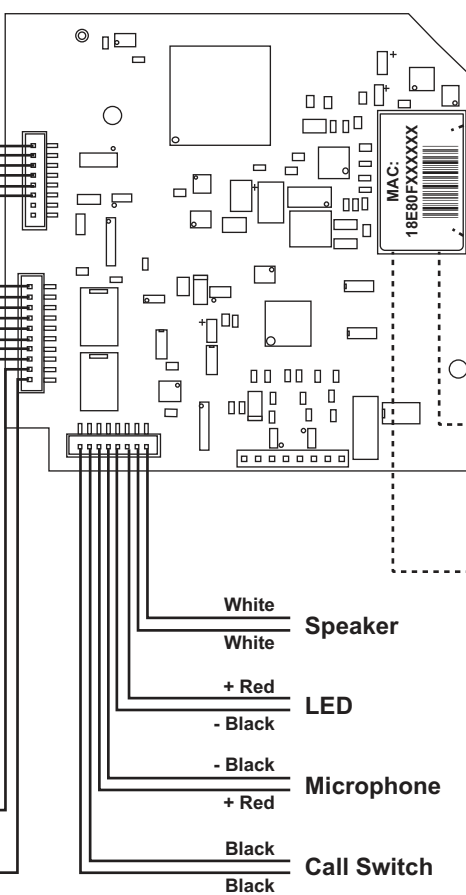 MAC:
18E80FXXXXXX
White
Speaker
White
+ Red
LED
- Black
- Black
Microphone
+ Red
Black
Call Switch
Black